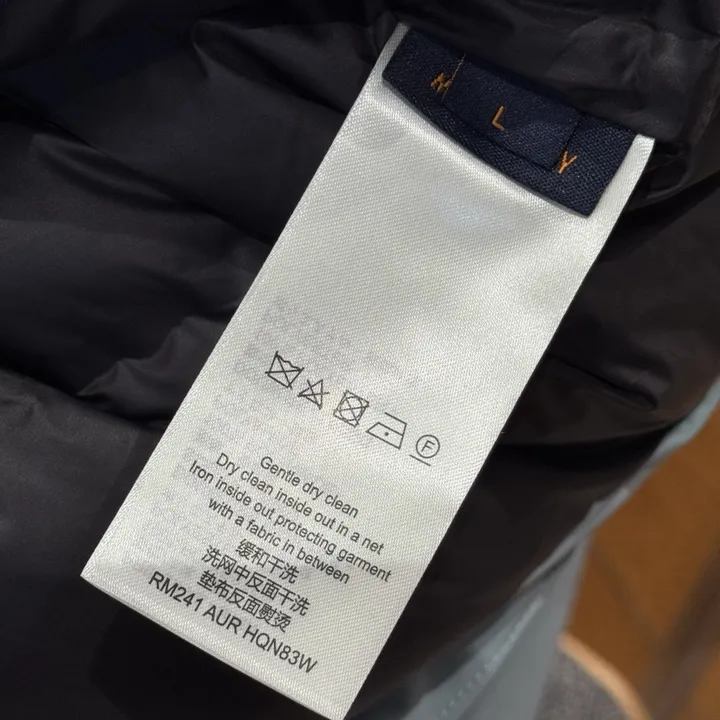 M
L
Y
F
Gentle dry clean
Dry clean inside out in a net
Iron inside out protecting garment
with a fabric in between
缓和干洗
洗网中反面干洗
垫布反面熨烫
RM241 AUR HQN83W